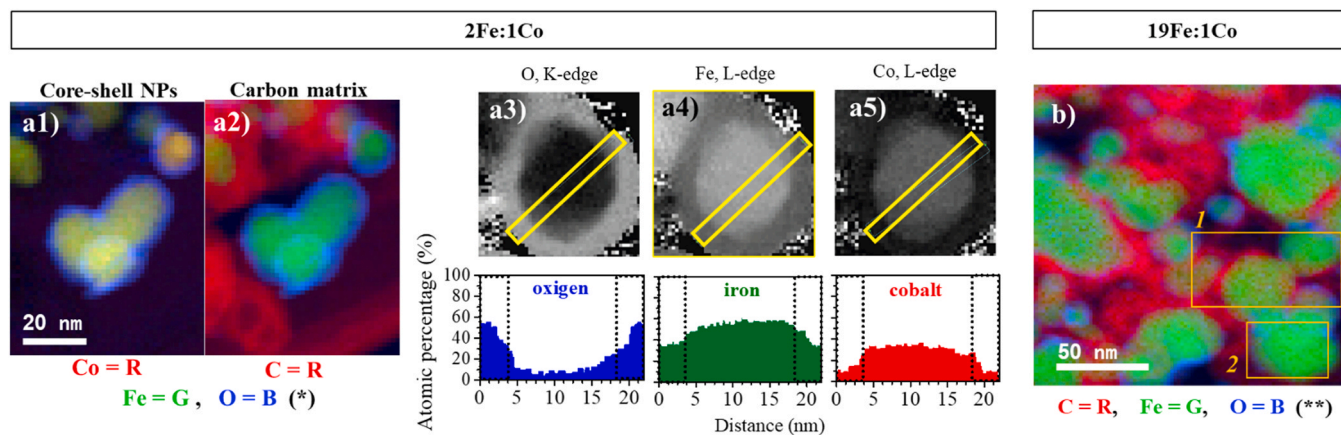 2Fe:1Co
19Fe:1Co
Core-shell NPs
Carbon matrix
O, K-edge
Fe, L-edge
Co, L-edge
a1)
a2)
a3)
a4)
a5)
b)
1
2
20 nm
50 nm
Co = R
C = R
Fe = G , O = B (*)
Atomic percentage (%)
100
80
60
40
20
0
oxigen
iron
cobalt
0 5 10 15 20
0 5 10 15 20
0 5 10 15 20
Distance (nm)
C = R, Fe = G, O = B (**)